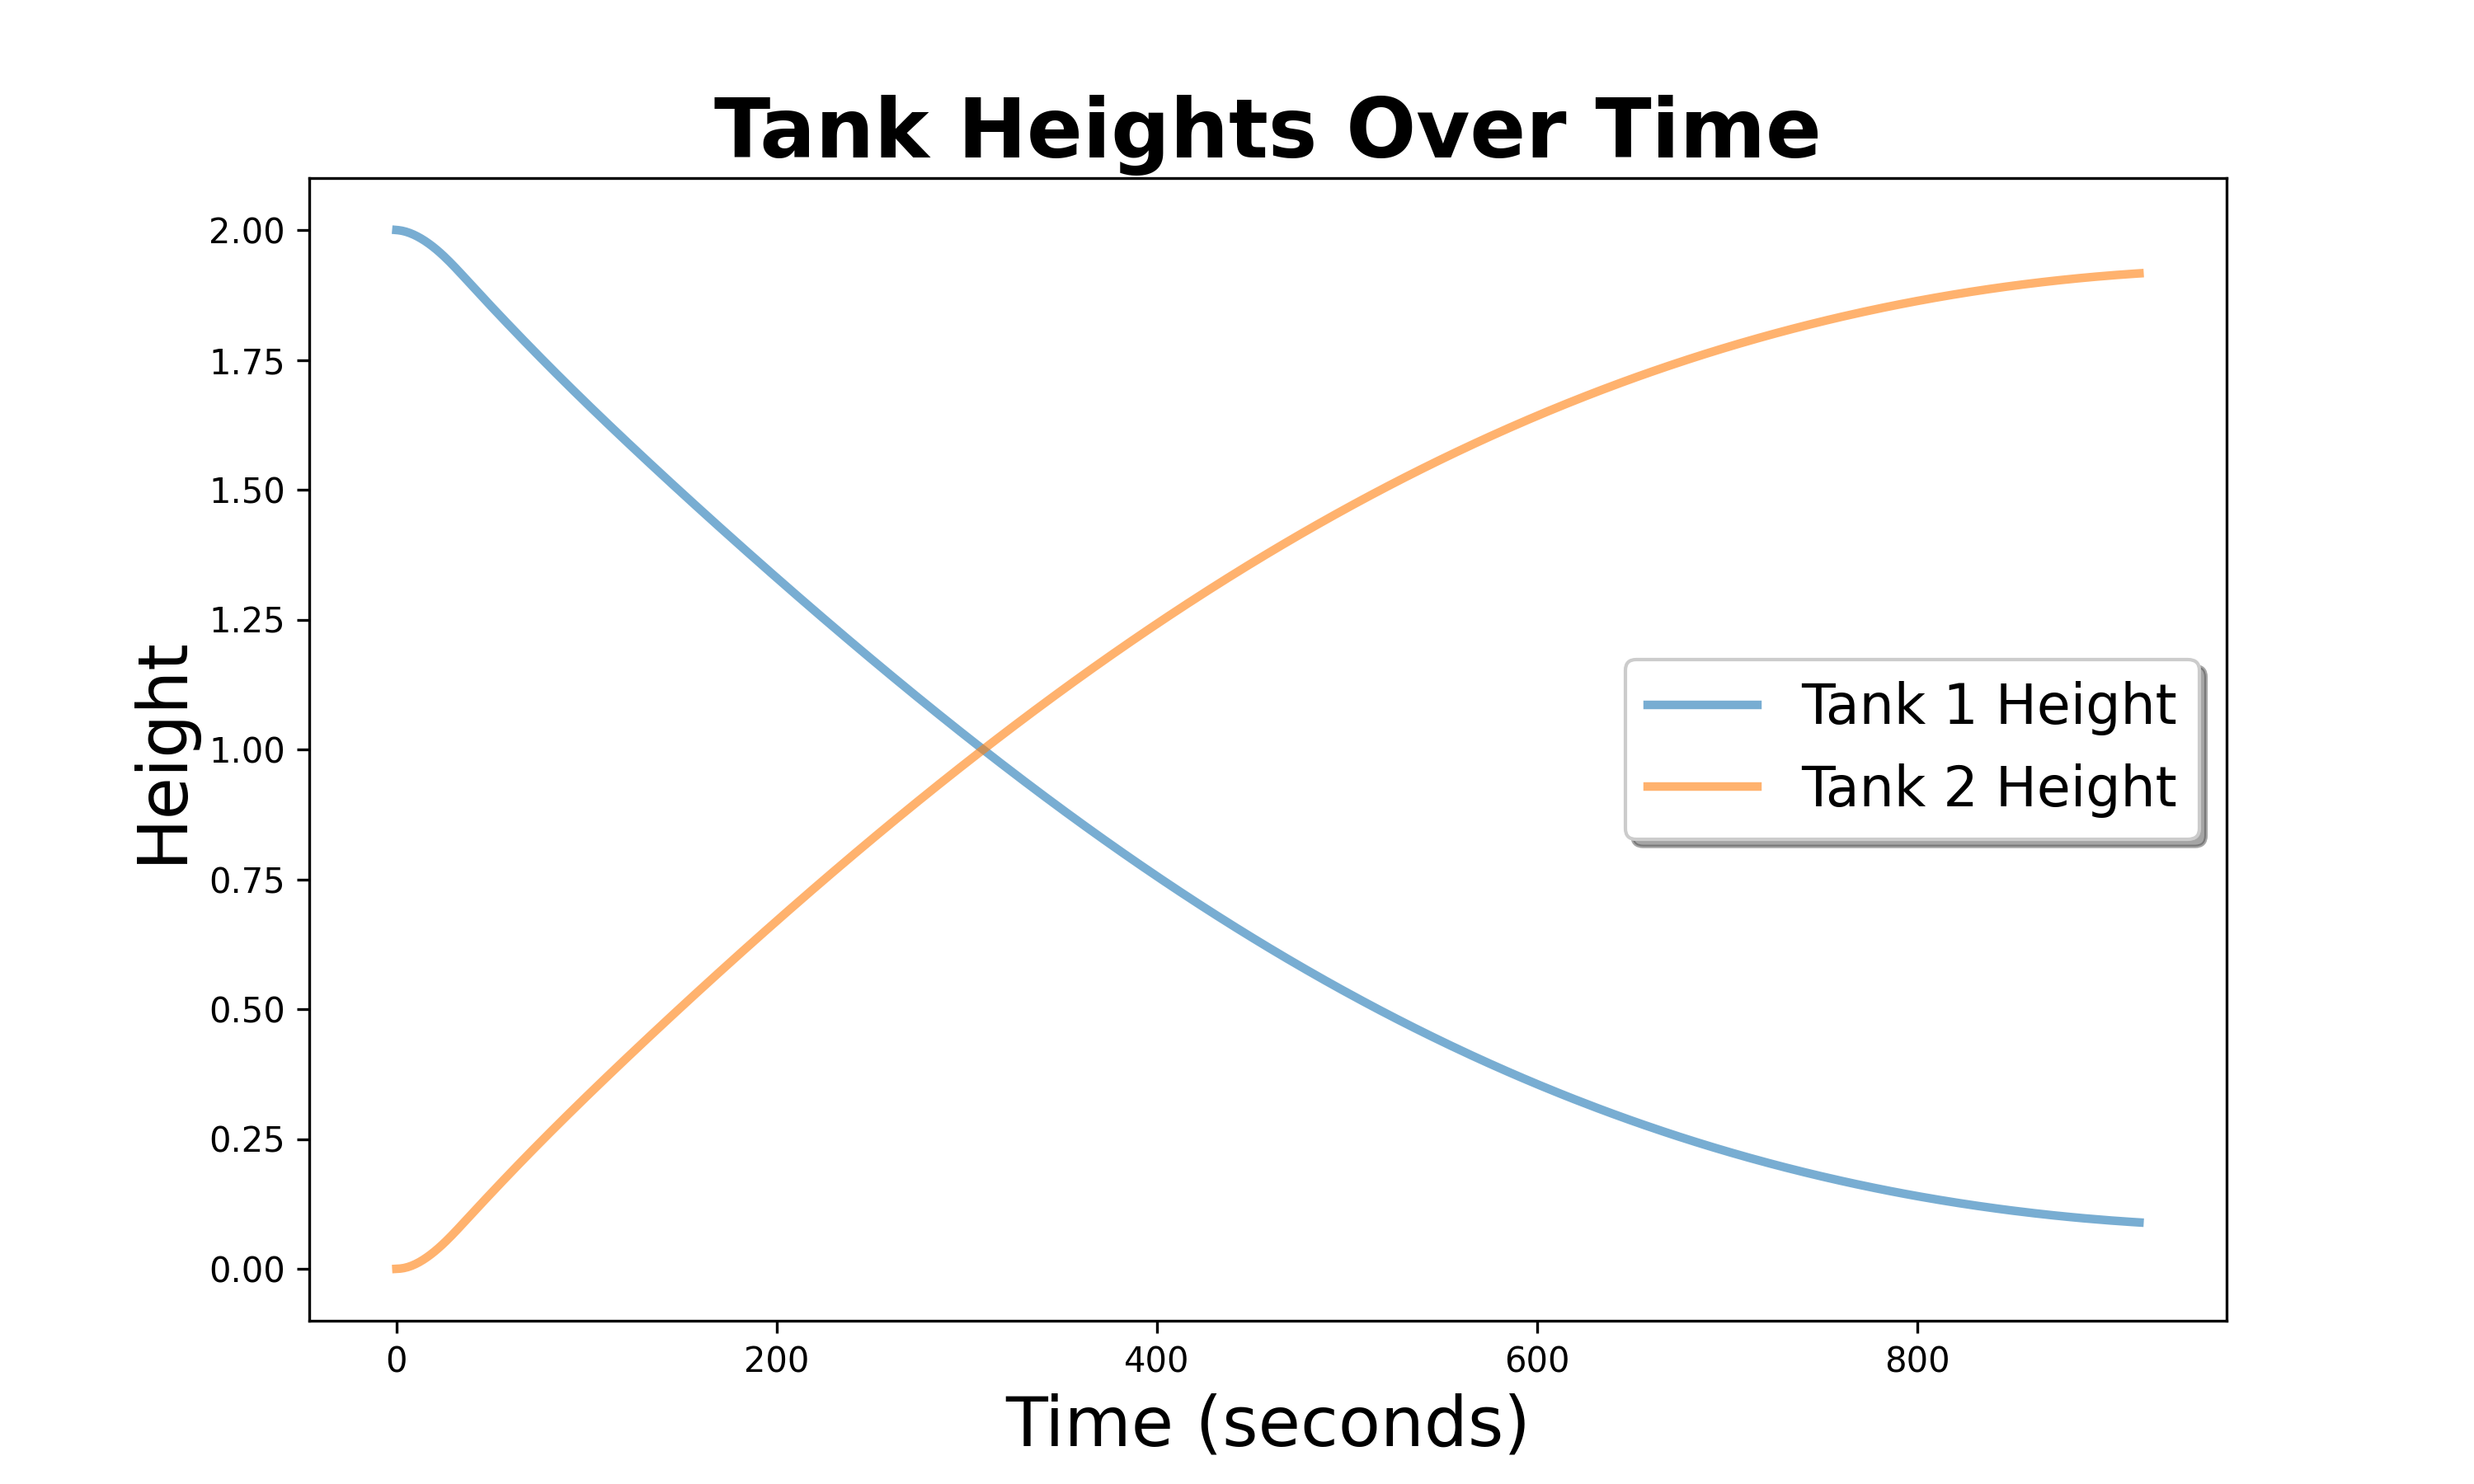 Tank Heights Over Time
Height
2.00
1.75
1.50
1.25
1.00
0.75
0.50
0.25
0.00
Tank 1 Height
Tank 2 Height
0 200 400 600 800
Time (seconds)